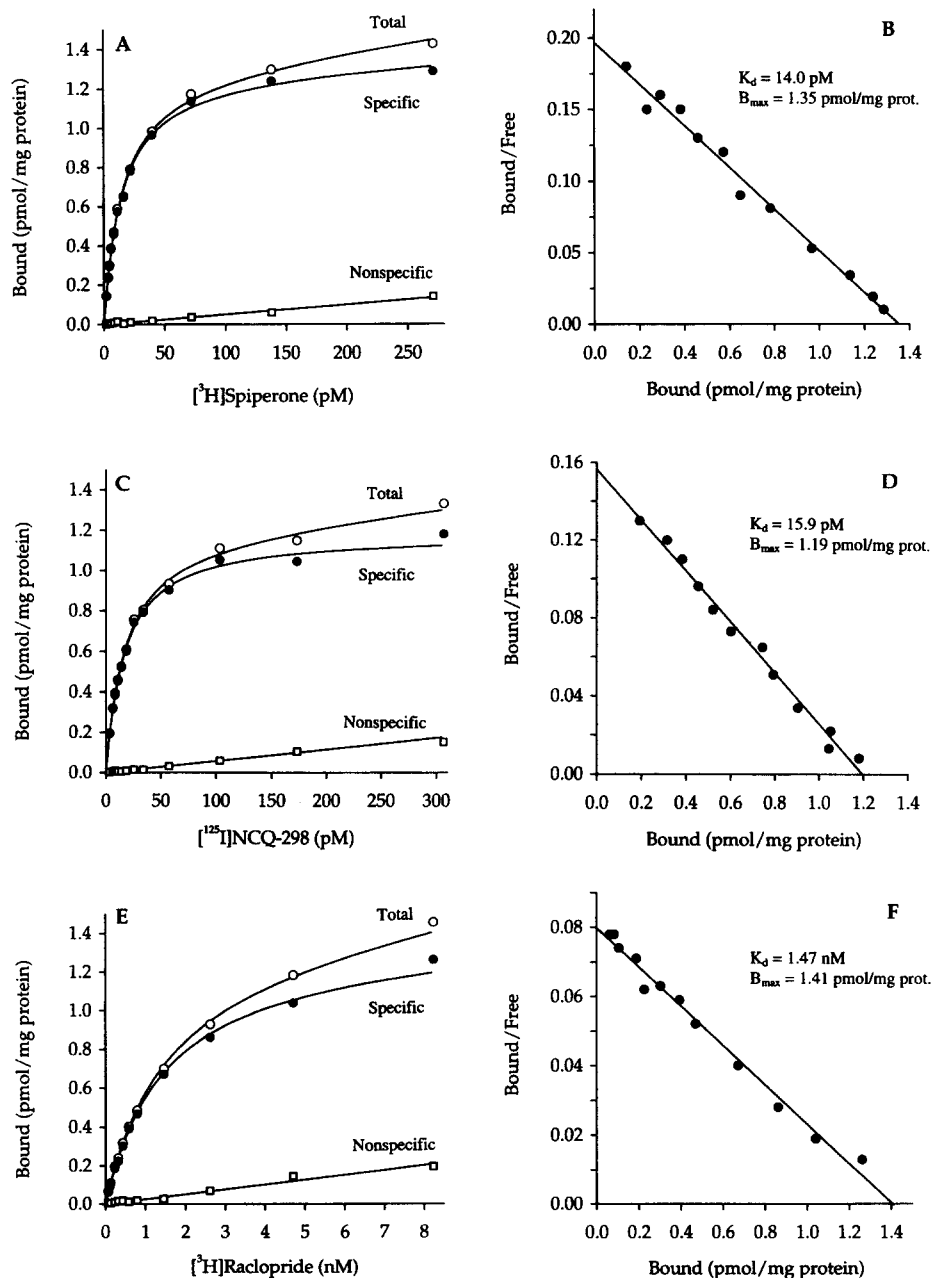 A
Total
Specific
Nonspecific
Bound (pmol/mg protein)
1.4
1.2
1.0
0.8
0.6
0.4
0.2
0.0
0 50 100 150 200 250
[³H]Spiperone (pM)
B
K_d = 14.0 pM
B_max = 1.35 pmol/mg prot.
Bound/Free
0.20
0.15
0.10
0.05
0.00
0.0 0.2 0.4 0.6 0.8 1.0 1.2 1.4
Bound (pmol/mg protein)
C
Total
Specific
Nonspecific
Bound (pmol/mg protein)
1.4
1.2
1.0
0.8
0.6
0.4
0.2
0.0
0 50 100 150 200 250 300
[¹²⁵I]NCQ-298 (pM)
D
K_d = 15.9 pM
B_max = 1.19 pmol/mg prot.
Bound/Free
0.16
0.12
0.08
0.04
0.00
0.0 0.2 0.4 0.6 0.8 1.0 1.2 1.4
Bound (pmol/mg protein)
E
Total
Specific
Nonspecific
Bound (pmol/mg protein)
1.4
1.2
1.0
0.8
0.6
0.4
0.2
0.0
0 1 2 3 4 5 6 7 8
[³H]Raclopride (nM)
F
K_d = 1.47 nM
B_max = 1.41 pmol/mg prot.
Bound/Free
0.08
0.06
0.04
0.02
0.00
0.0 0.2 0.4 0.6 0.8 1.0 1.2 1.4
Bound (pmol/mg protein)